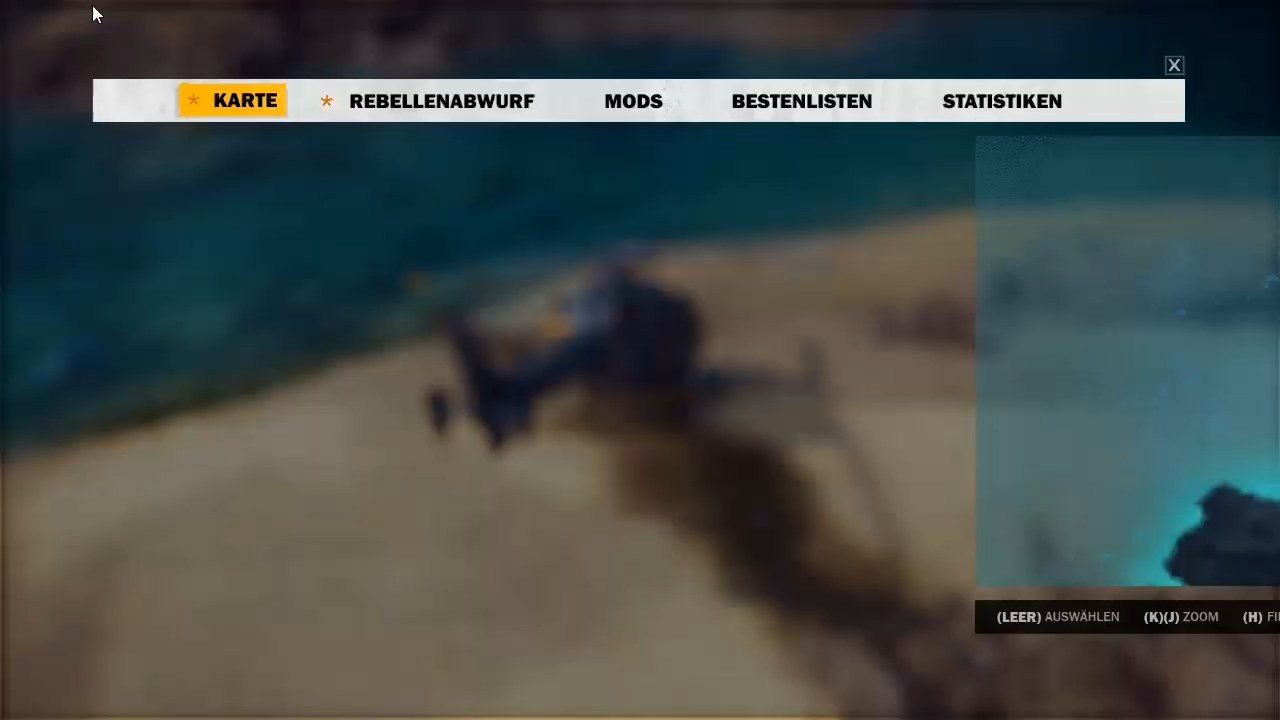 X
* KARTE * REBELLENABWURF MODS BESTENLISTEN STATISTIKEN
(LEER) AUSWÄHLEN (K)(J) ZOOM (H)